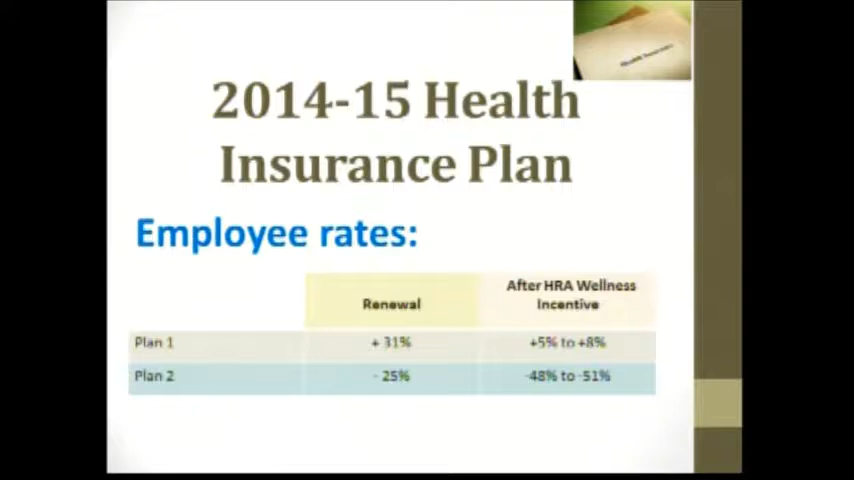 2014-15 Health
Insurance Plan
Employee rates:
Renewal
After HRA Wellness
Incentive
Plan 1 + 31% +5% to +8%
Plan 2 - 25% -48% to -51%